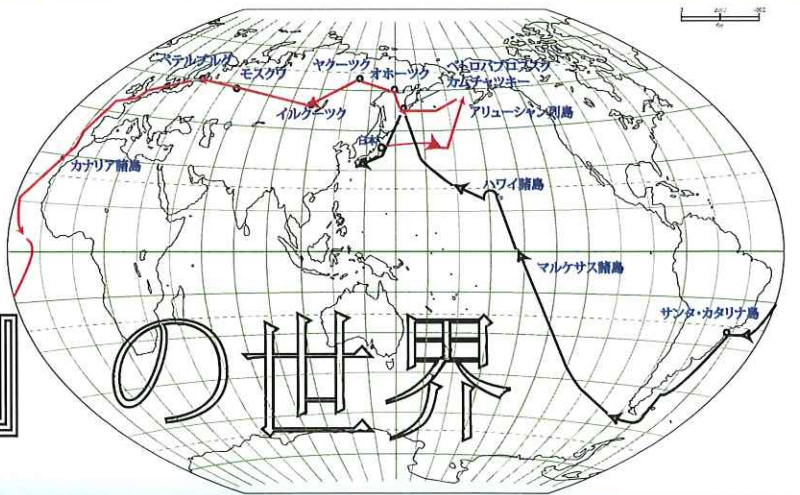 ペテルブルグ
モスクワ
ヤクーツク
オホーツク
ペトロパブロフスク
カムチャツキー
イルクーツク
アリューシャン列島
日本
カナリア諸島
ハワイ諸島
マルケサス諸島
サンタ・カタリナ島
の世界